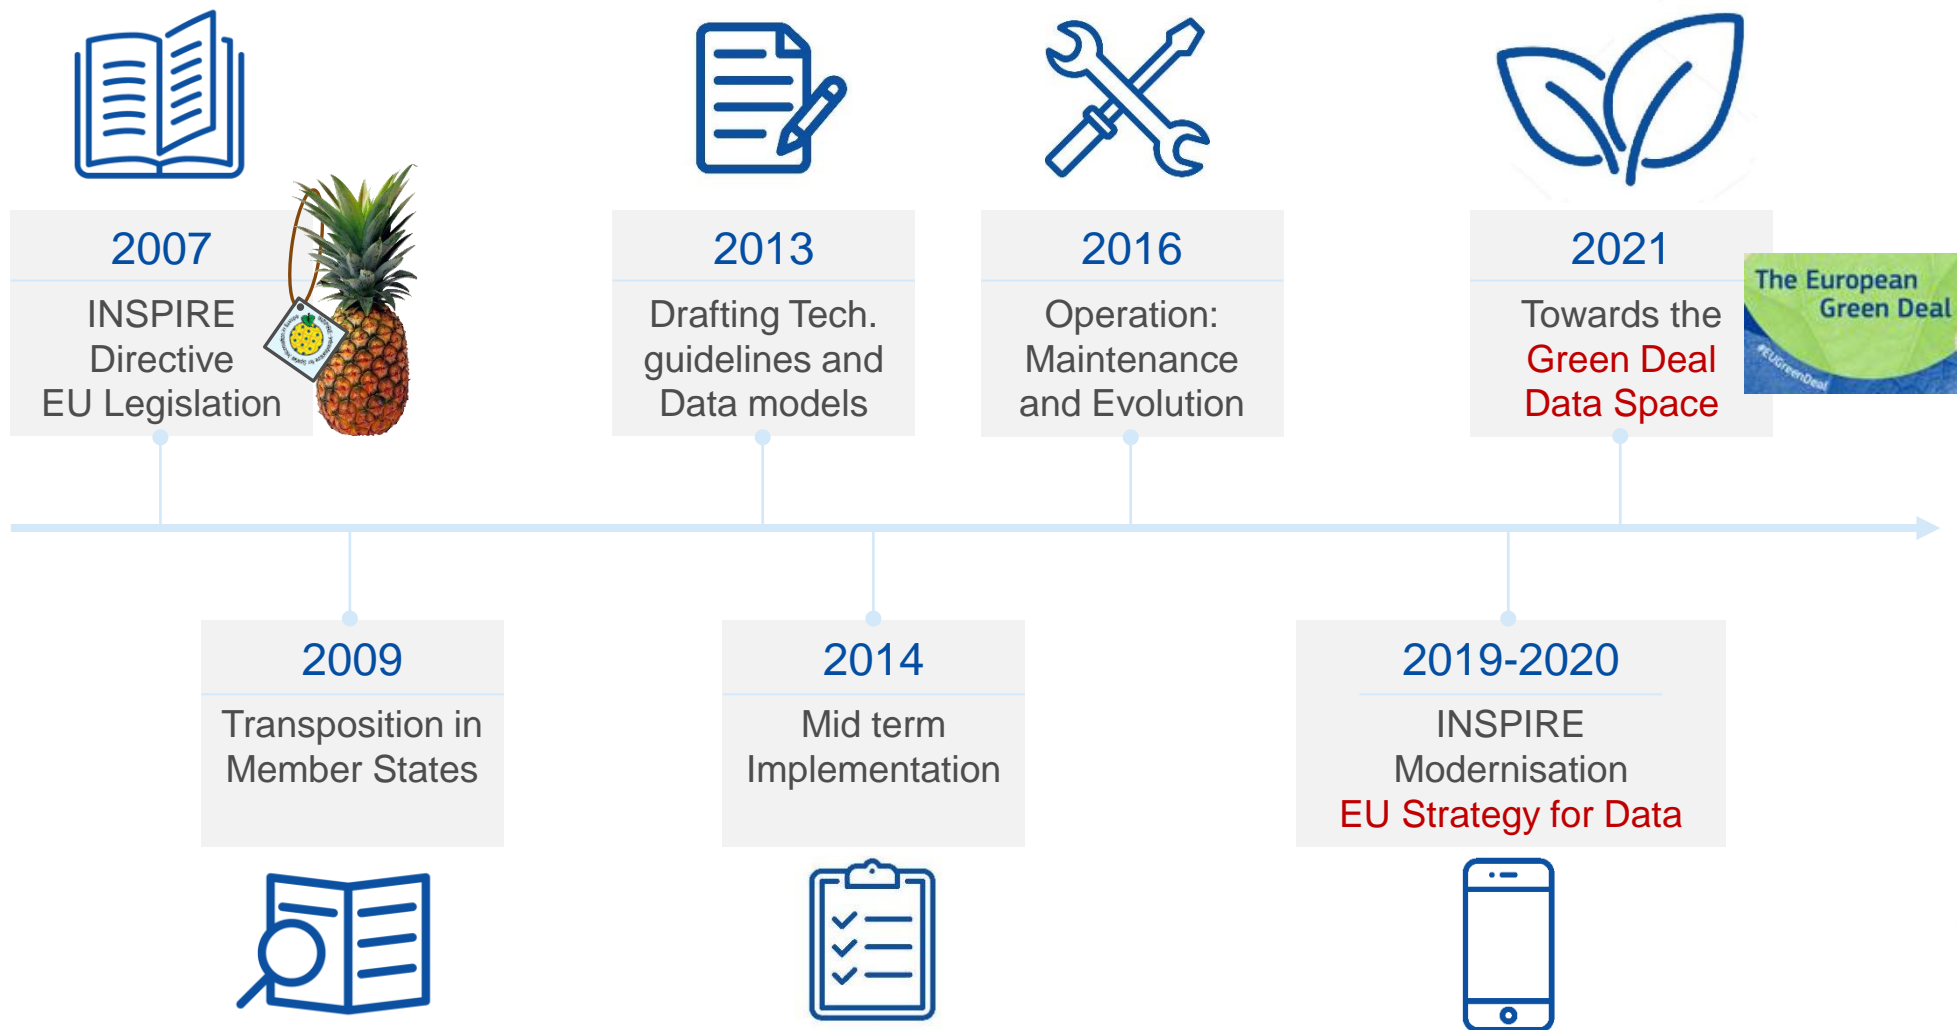 2007
INSPIRE
Directive
EU Legislation
2013
Drafting Tech.
guidelines and
Data models
2016
Operation:
Maintenance
and Evolution
2021
Towards the
Green Deal
Data Space
The European
Green Deal
#EUGreenDeal
2009
Transposition in
Member States
2014
Mid term
Implementation
2019-2020
INSPIRE
Modernisation
EU Strategy for Data